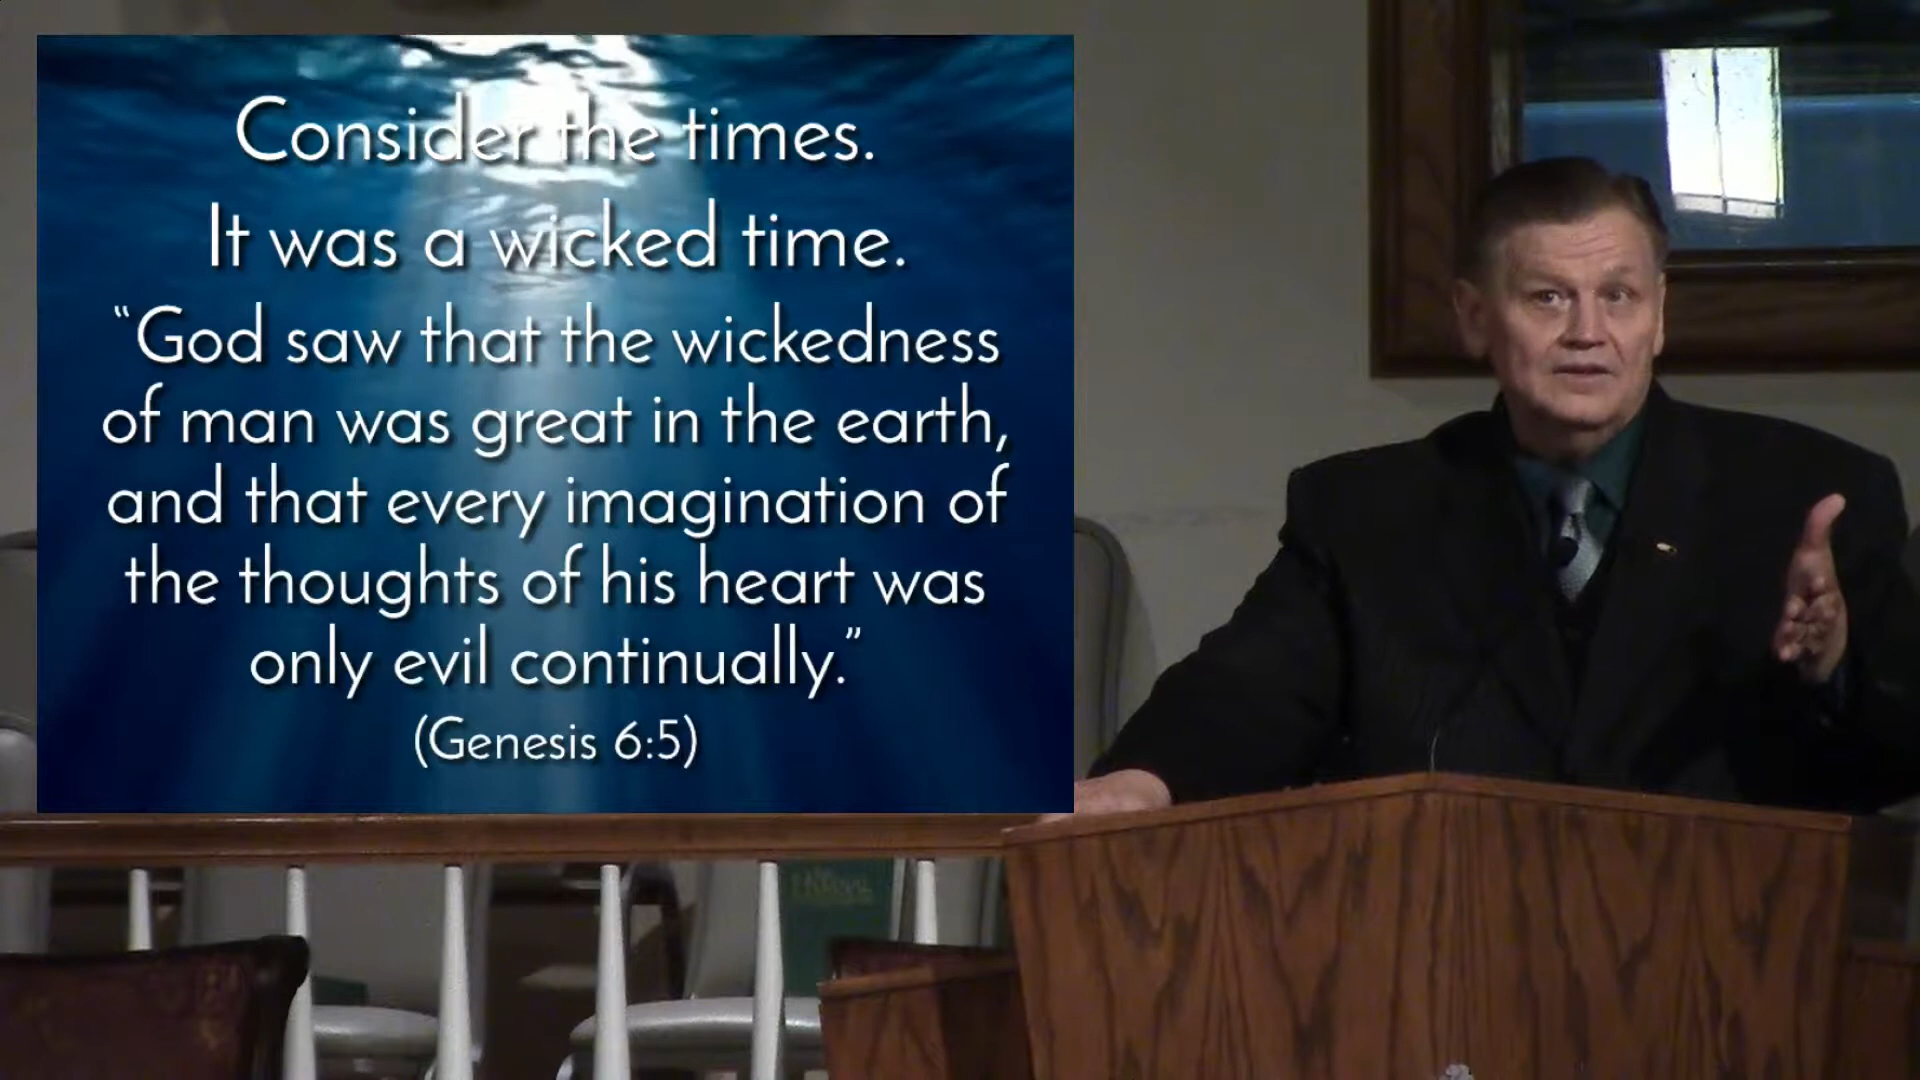 Consider the times.
It was a wicked time.
“God saw that the wickedness
of man was great in the earth,
and that every imagination of
the thoughts of his heart was
only evil continually.”
(Genesis 6:5)